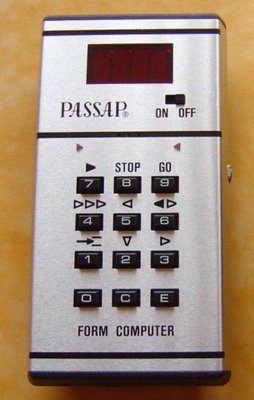 PASSAP®
ON OFF
STOP GO
7 8 9
4 5 6
1 2 3
0 C E
FORM COMPUTER